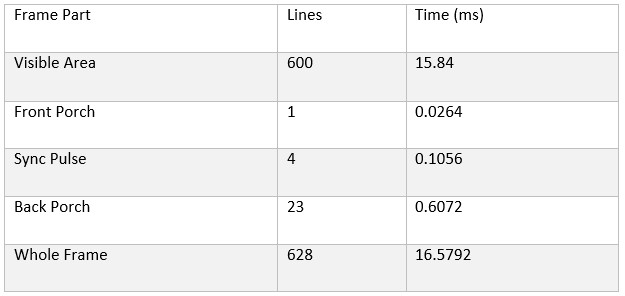 Frame Part Lines Time (ms)
Visible Area 600 15.84
Front Porch 1 0.0264
Sync Pulse 4 0.1056
Back Porch 23 0.6072
Whole Frame 628 16.5792